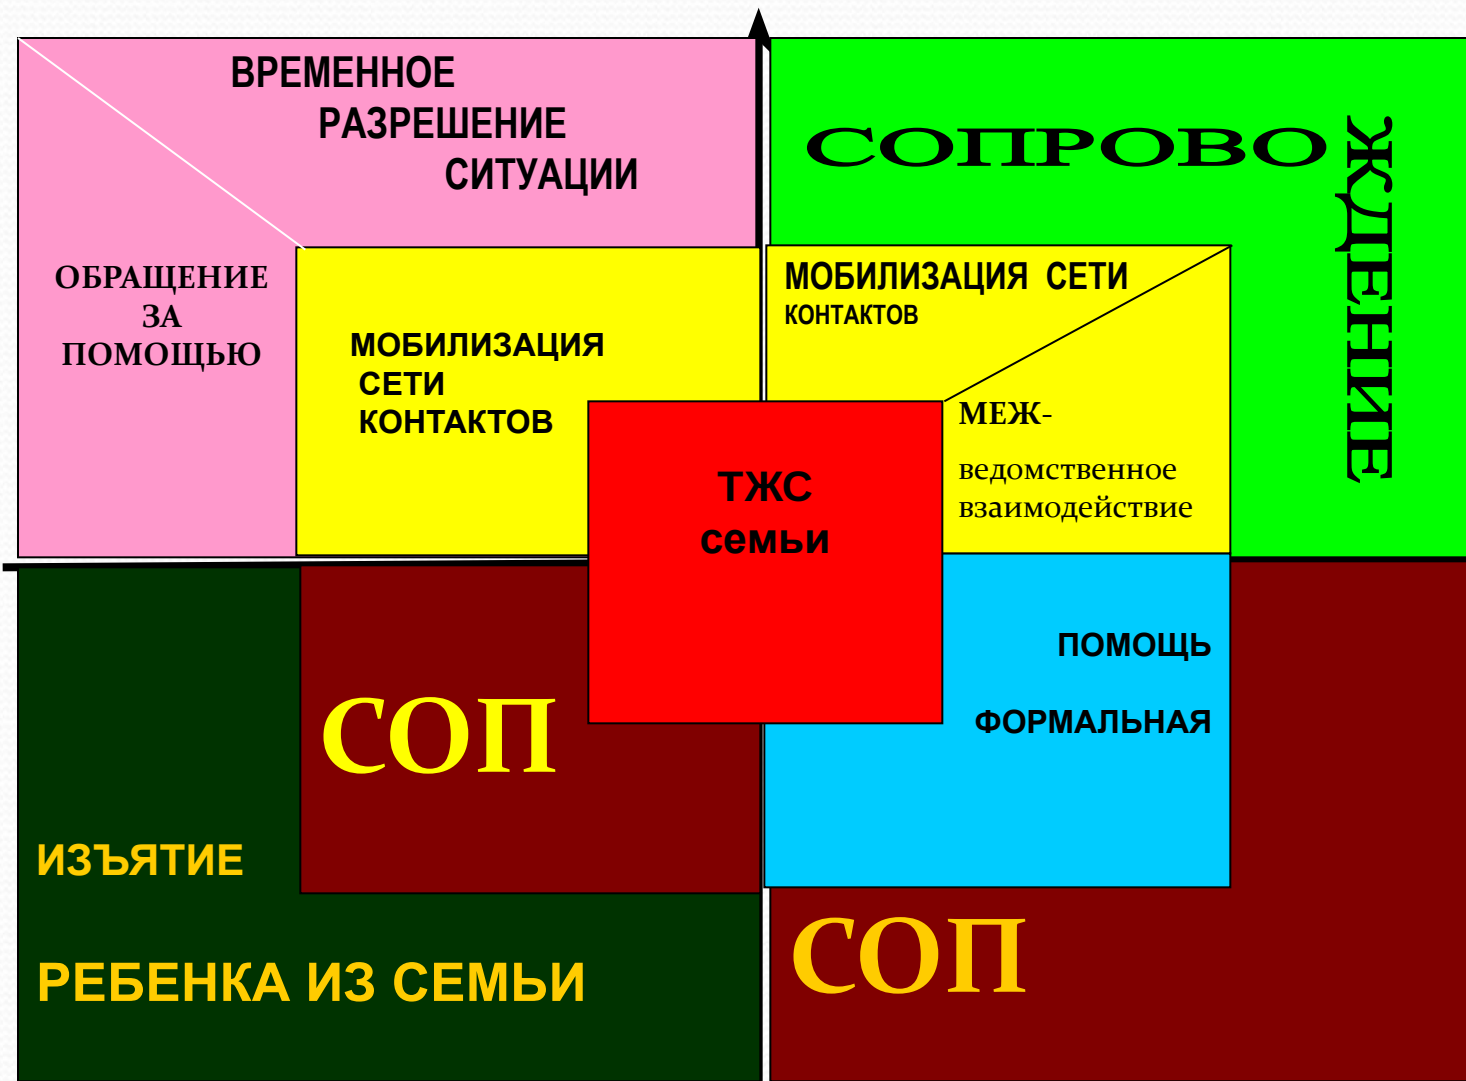 ВРЕМЕННОЕ
РАЗРЕШЕНИЕ
СИТУАЦИИ
ОБРАЩЕНИЕ
ЗА
ПОМОЩЬЮ
МОБИЛИЗАЦИЯ
СЕТИ
КОНТАКТОВ
СОПРОВО
ЖДЕНИЕ
МОБИЛИЗАЦИЯ СЕТИ
КОНТАКТОВ
МЕЖ-
ведомственное
взаимодействие
ТЖС
семьи
СОП
ИЗЪЯТИЕ
РЕБЕНКА ИЗ СЕМЬИ
ПОМОЩЬ
ФОРМАЛЬНАЯ
СОП